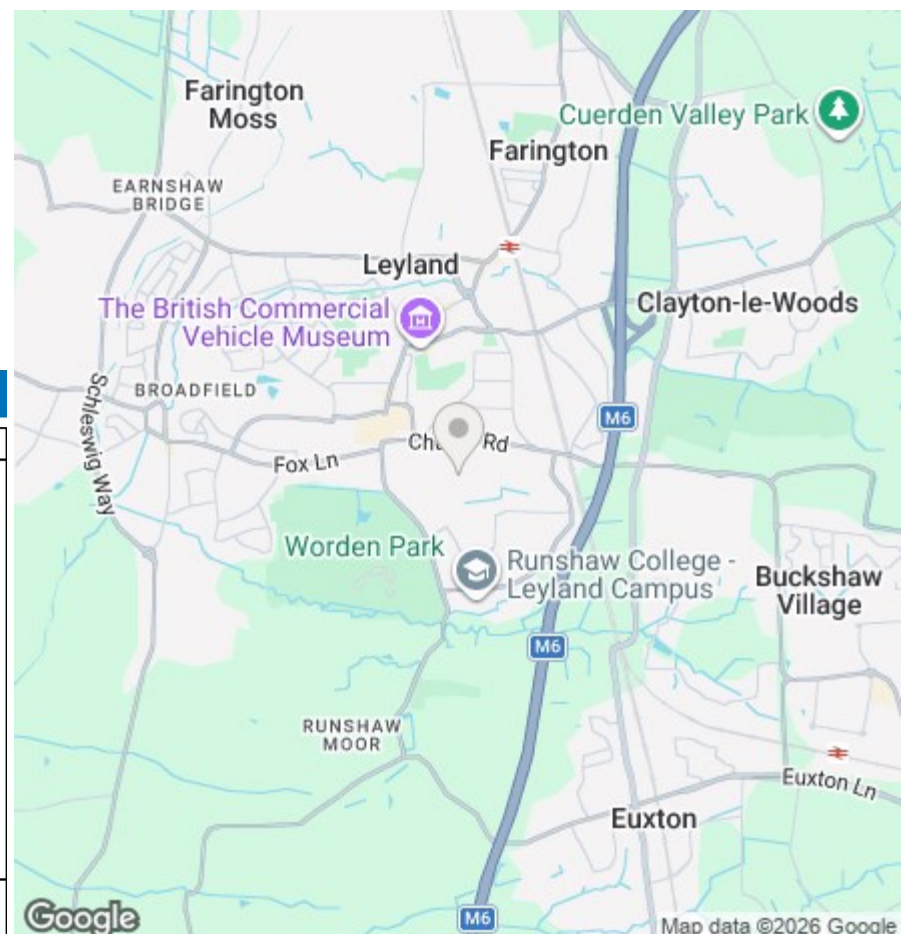 Farington
Moss
Cuerden Valley Park
Farington
EARNSHAW
BRIDGE
Leyland
Clayton-le-Woods
The British Commercial
Vehicle Museum
BROADFIELD
Schleswig Way
M6
Rd
Fox Ln
Worden Park
Runshaw College -
Leyland Campus
Buckshaw
Village
M6
RUNSHAW
MOOR
Euxton Ln
Euxton
M6
Google
Map data ©2026 Google